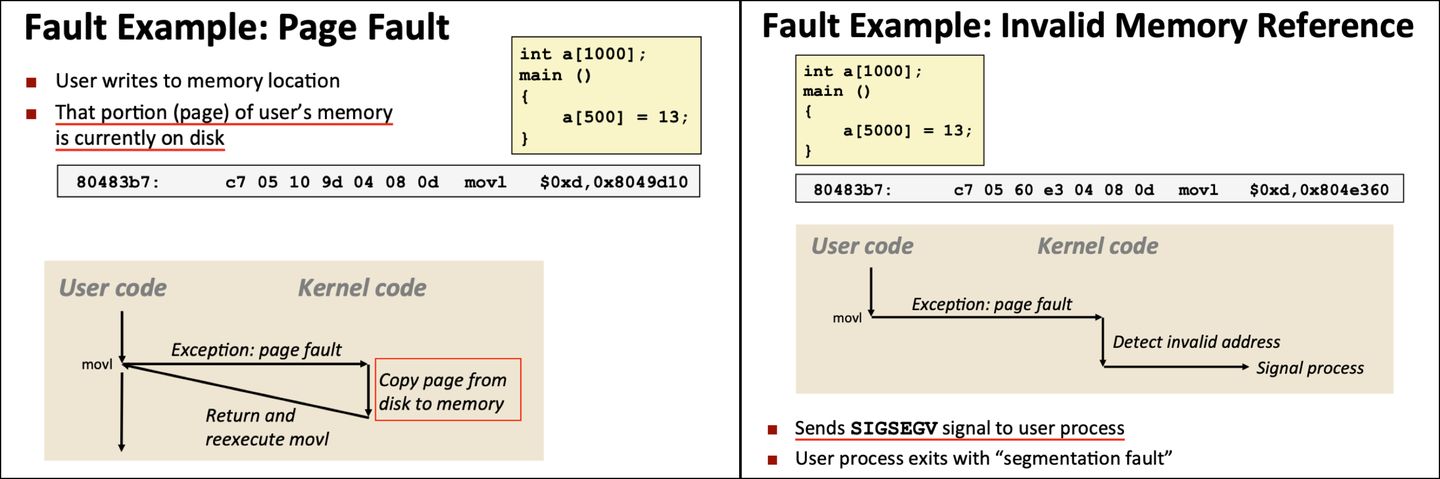 Fault Example: Page Fault
User writes to memory location
That portion (page) of user's memory
is currently on disk
int a[1000];
main ()
{
    a[500] = 13;
}
80483b7: c7 05 10 9d 04 08 0d movl $0xd,0x8049d10
User code Kernel code
Exception: page fault
movl
Copy page from
disk to memory
Return and
reexecute movl
Fault Example: Invalid Memory Reference
int a[1000];
main ()
{
    a[5000] = 13;
}
80483b7: c7 05 60 e3 04 08 0d movl $0xd,0x804e360
User code Kernel code
Exception: page fault
movl
Detect invalid address
Signal process
Sends SIGSEGV signal to user process
User process exits with “segmentation fault”